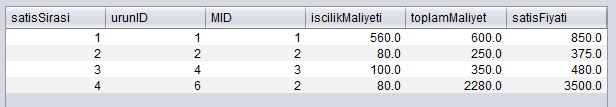 satisSirasi urunID MID iscilikMaliyeti toplamMaliyet satisFiyati
1 1 1 560.0 600.0 850.0
2 2 2 80.0 250.0 375.0
3 4 3 100.0 350.0 480.0
4 6 2 80.0 2280.0 3500.0